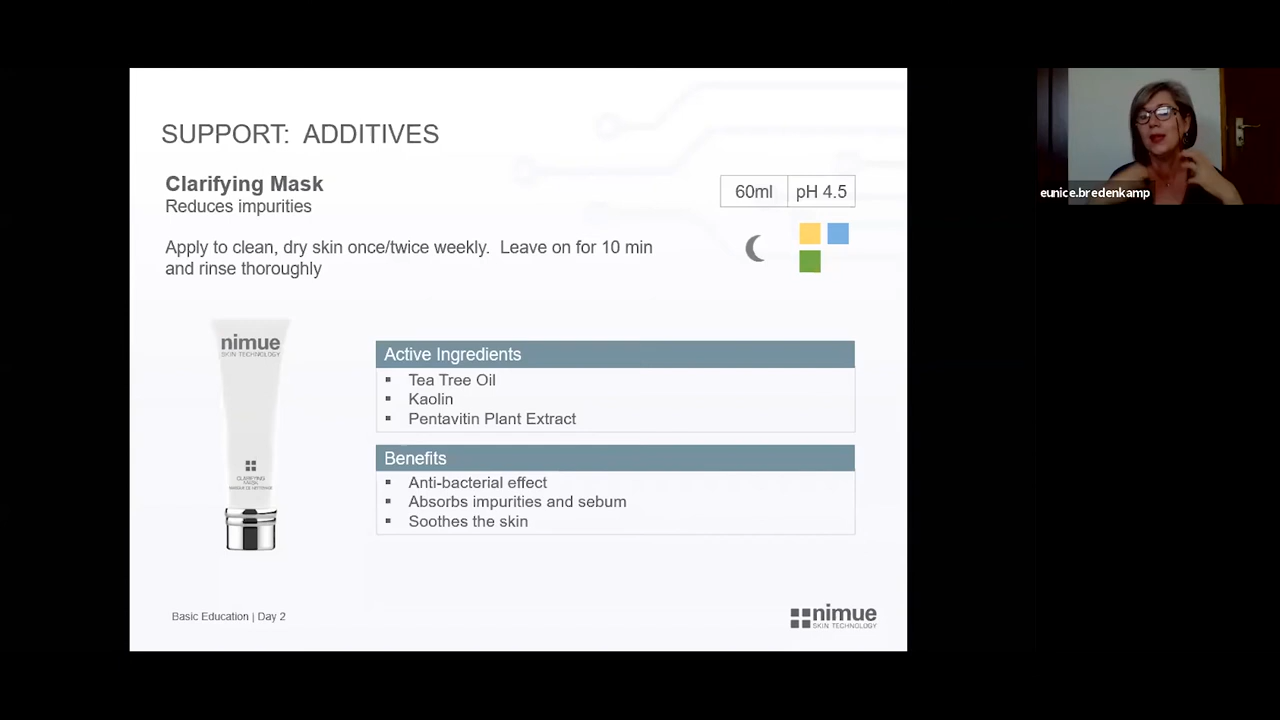 SUPPORT: ADDITIVES
Clarifying Mask
Reduces impurities
60ml
pH 4.5
Apply to clean, dry skin once/twice weekly. Leave on for 10 min
and rinse thoroughly
nimue
SKIN TECHNOLOGY
CLARIFYING
MASK
Active Ingredients
▪ Tea Tree Oil
▪ Kaolin
▪ Pentavitin Plant Extract
Benefits
▪ Anti-bacterial effect
▪ Absorbs impurities and sebum
▪ Soothes the skin
Basic Education | Day 2
nimue
SKIN TECHNOLOGY
eunice.bredenkamp